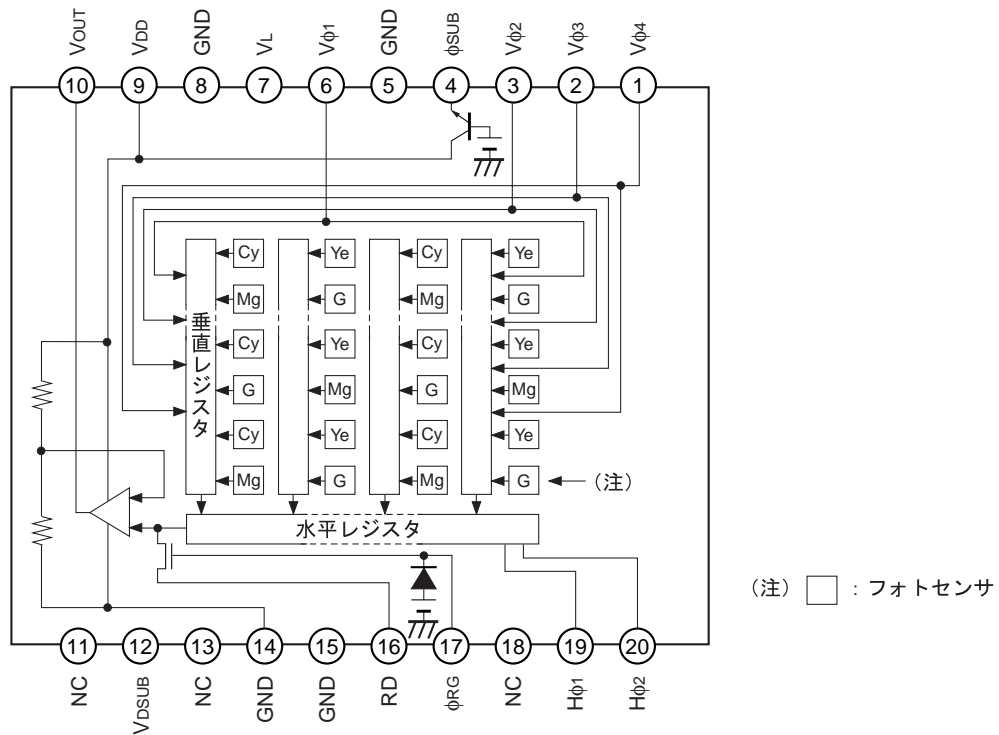 VOUT VDD GND VL Vϕ1 GND ϕSUB Vϕ2 Vϕ3 Vϕ4
10 9 8 7 6 5 4 3 2 1
Cy Ye Cy Ye
Mg G Mg G
垂直レジスタ
Cy Ye Cy Ye
G Mg G Mg
Cy Ye Cy Ye
Mg G Mg G
（注）
水平レジスタ
（注） : フォトセンサ
11 12 13 14 15 16 17 18 19 20
NC VDSUB NC GND GND RD ϕRG NC Hϕ1 Hϕ2